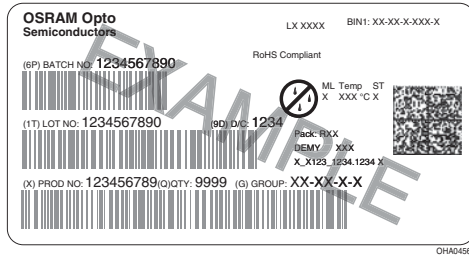 OSRAM Opto
Semiconductors
LX XXXX
BIN1: XX-XX-X-XXX-X
RoHS Compliant
(6P) BATCH NO: 1234567890
ML Temp ST
X XXX °C X
(1T) LOT NO: 1234567890
(9D) D/C: 1234
Pack: RXX
DEMY XXX
X_X123_1234.1234 X
(X) PROD NO: 123456789(Q)QTY: 9999 (G) GROUP: XX-XX-X-X
EXAMPLE
OHA04563